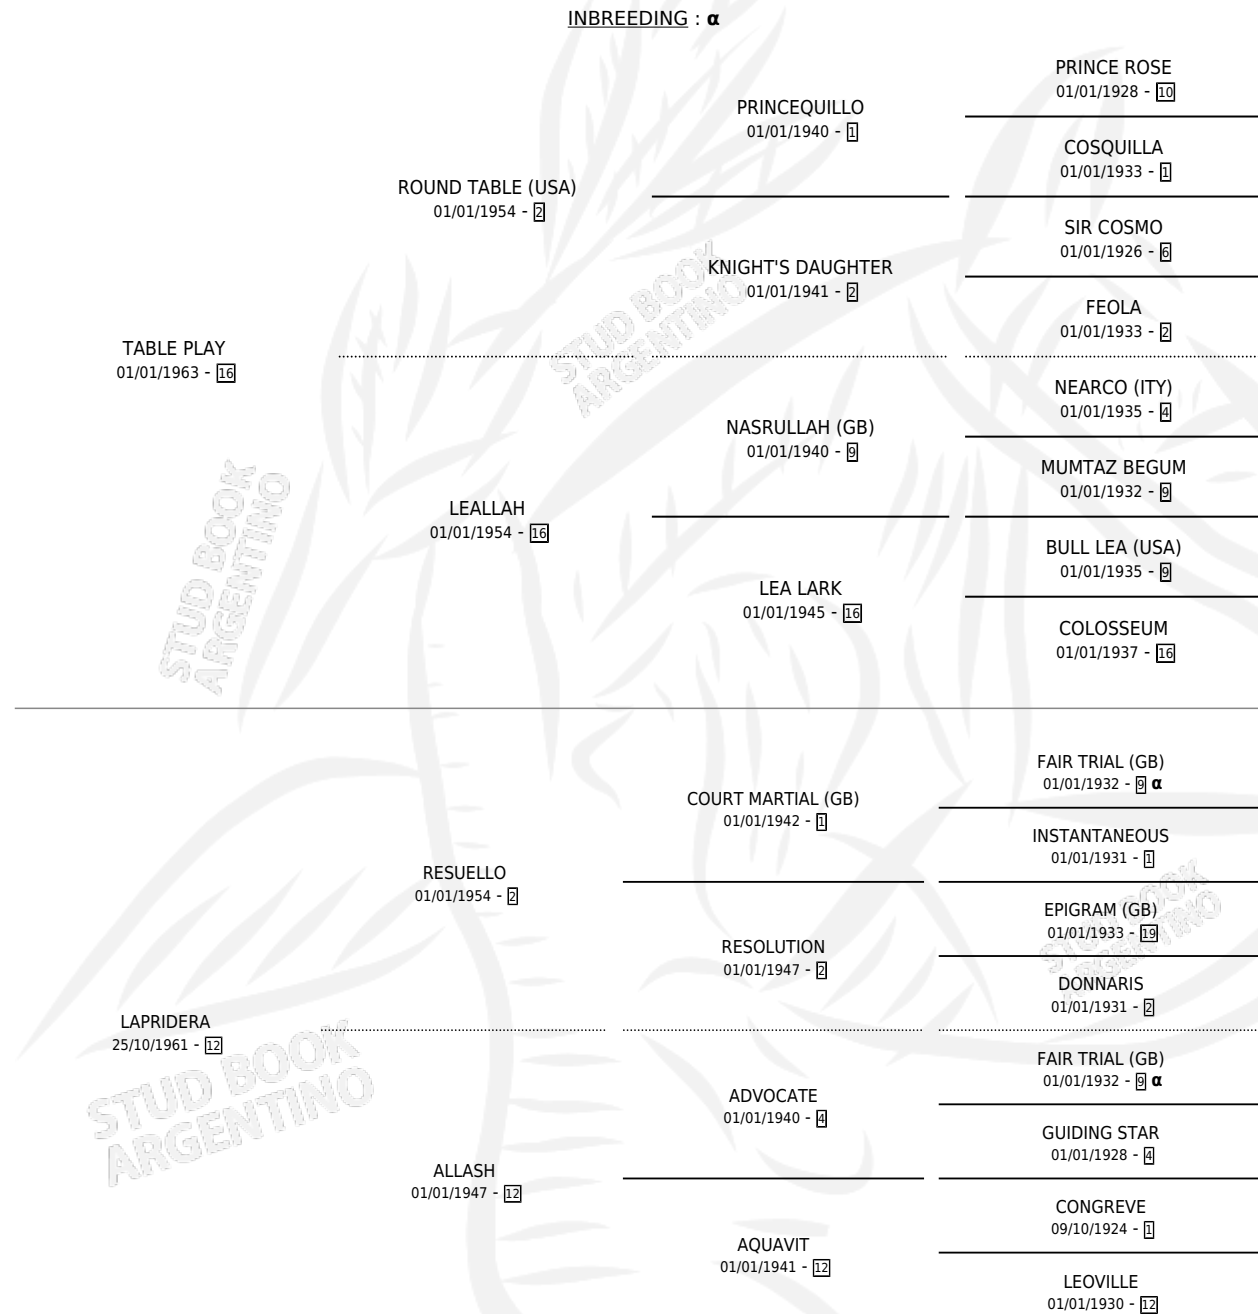 INBREEDING : α
PRINCE ROSE
01/01/1928 - 10
PRINCEQUILLO
01/01/1940 - 1
COSQUILLA
01/01/1933 - 1
ROUND TABLE (USA)
01/01/1954 - 2
SIR COSMO
01/01/1926 - 6
KNIGHT'S DAUGHTER
01/01/1941 - 2
FEOLA
01/01/1933 - 2
TABLE PLAY
01/01/1963 - 16
NEARCO (ITY)
01/01/1935 - 4
NASRULLAH (GB)
01/01/1940 - 9
MUMTAZ BEGUM
01/01/1932 - 9
LEALLAH
01/01/1954 - 16
BULL LEA (USA)
01/01/1935 - 9
LEA LARK
01/01/1945 - 16
COLOSSEUM
01/01/1937 - 16
FAIR TRIAL (GB)
01/01/1932 - 9 α
COURT MARTIAL (GB)
01/01/1942 - 1
INSTANTANEOUS
01/01/1931 - 1
RESUELLO
01/01/1954 - 2
EPIGRAM (GB)
01/01/1933 - 19
RESOLUTION
01/01/1947 - 2
DONNARIS
01/01/1931 - 2
LAPRIDERA
25/10/1961 - 12
FAIR TRIAL (GB)
01/01/1932 - 9 α
ADVOCATE
01/01/1940 - 4
GUIDING STAR
01/01/1928 - 4
ALLASH
01/01/1947 - 12
CONGREVE
09/10/1924 - 1
AQUAVIT
01/01/1941 - 12
LEOVILLE
01/01/1930 - 12
STUD BOOK
ARGENTINO
STUD BOOK
ARGENTINO
STUD BOOK
ARGENTINO
STUD BOOK
ARGENTINO